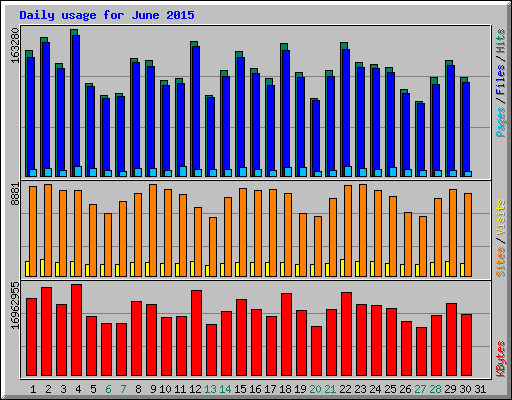 Daily usage for June 2015
163280
Pages / Files / Hits
8881
Sites / Visits
16962955
KBytes
1 2 3 4 5 6 7 8 9 10 11 12 13 14 15 16 17 18 19 20 21 22 23 24 25 26 27 28 29 30 31